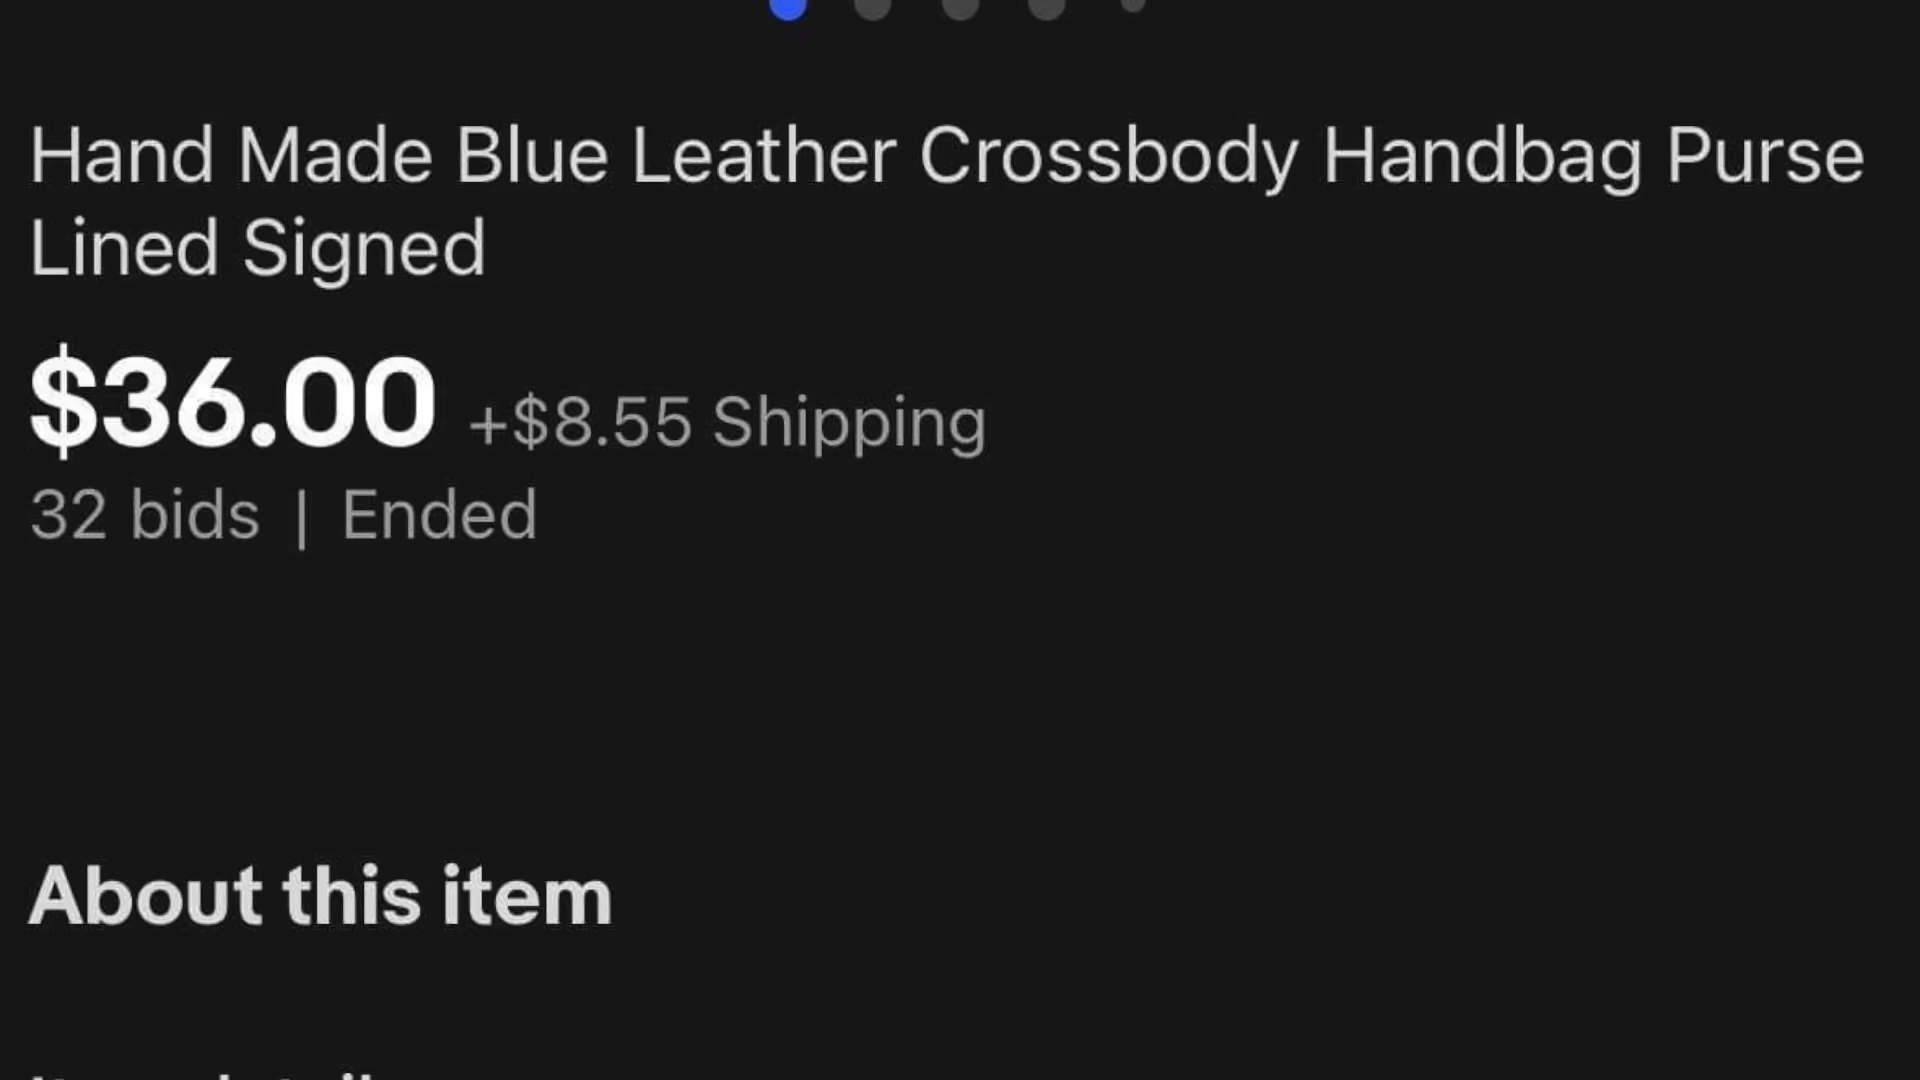 Hand Made Blue Leather Crossbody Handbag Purse
Lined Signed
$36.00 +$8.55 Shipping
32 bids | Ended
About this item